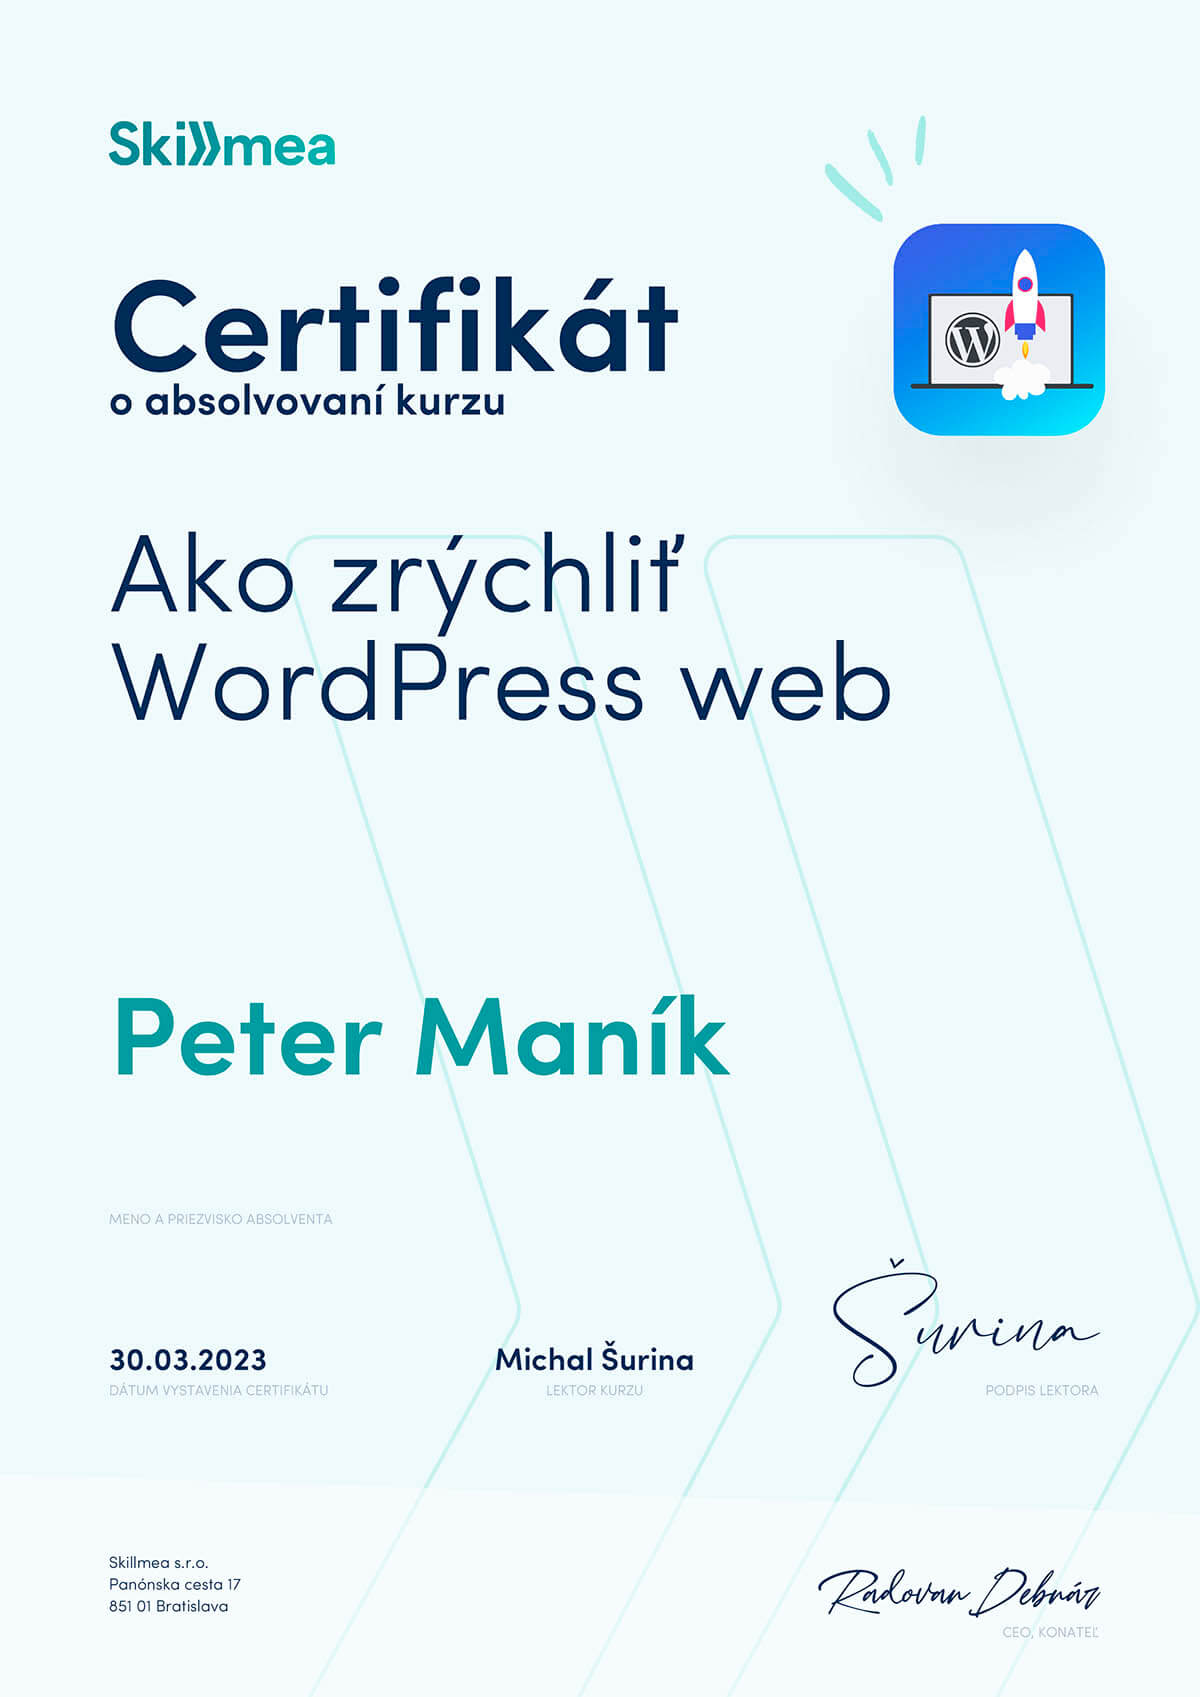 Skillmea
Certifikát
o absolvovaní kurzu
Ako zrýchliť
WordPress web
Peter Maník
MENO A PRIEZVISKO ABSOLVENTA
Šurina
30.03.2023
Michal Šurina
DÁTUM VYSTAVENIA CERTIFIKÁTU
LEKTOR KURZU
PODPIS LEKTORA
Skillmea s.r.o.
Panónska cesta 17
851 01 Bratislava
Radovan Debnár
CEO, KONATEĽ